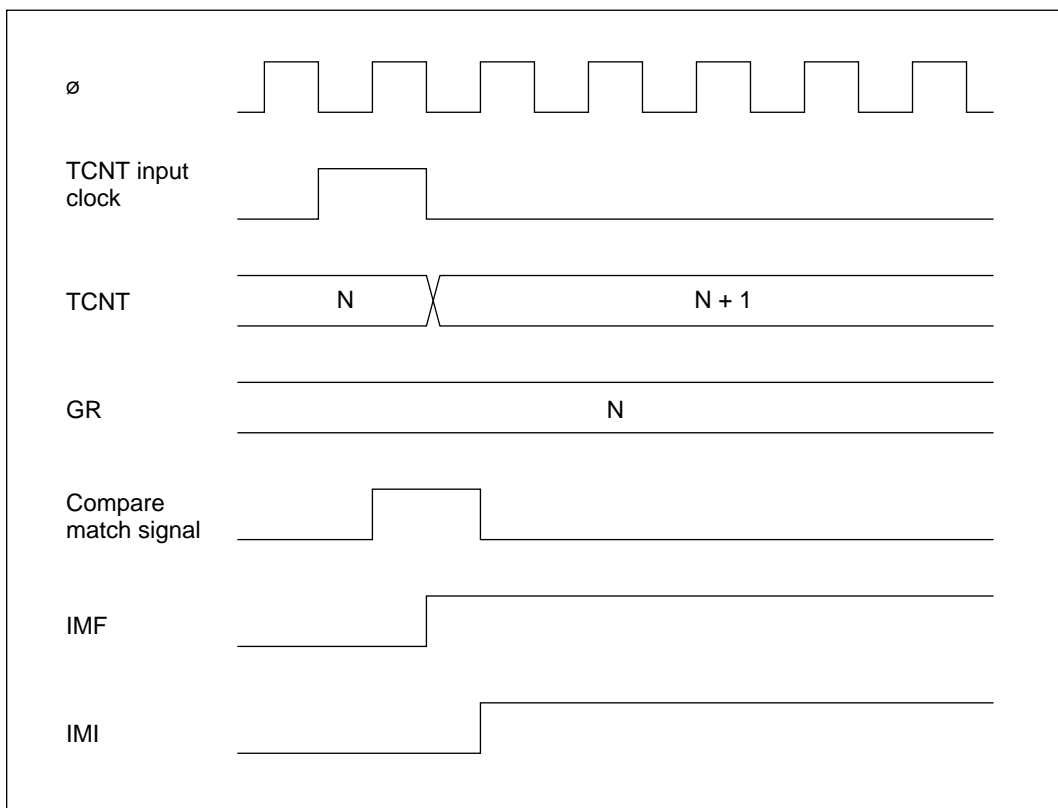 ø
TCNT input
clock
TCNT
N
N + 1
GR
N
Compare
match signal
IMF
IMI